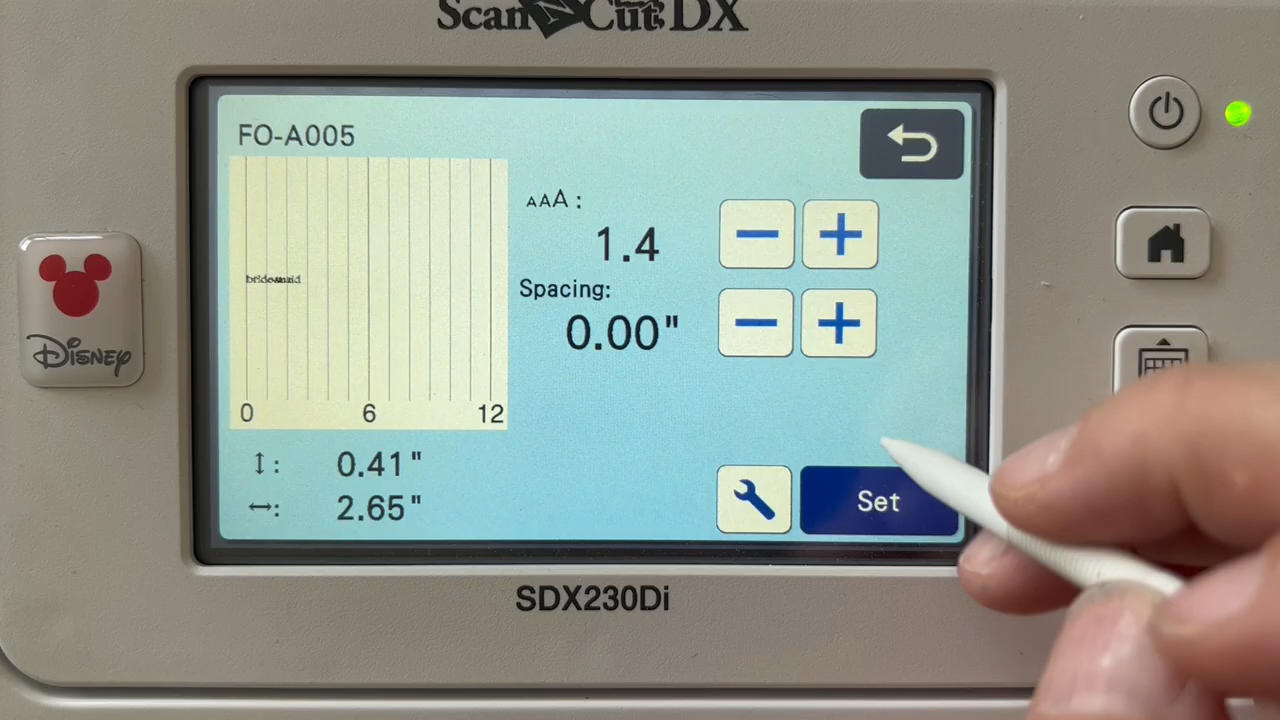 ScanNCut DX
FO-A005
AAA :
1.4
Spacing:
0.00"
bridesmaid
0 6 12
↕ : 0.41"
↔: 2.65"
Set
Disney
SDX230Di